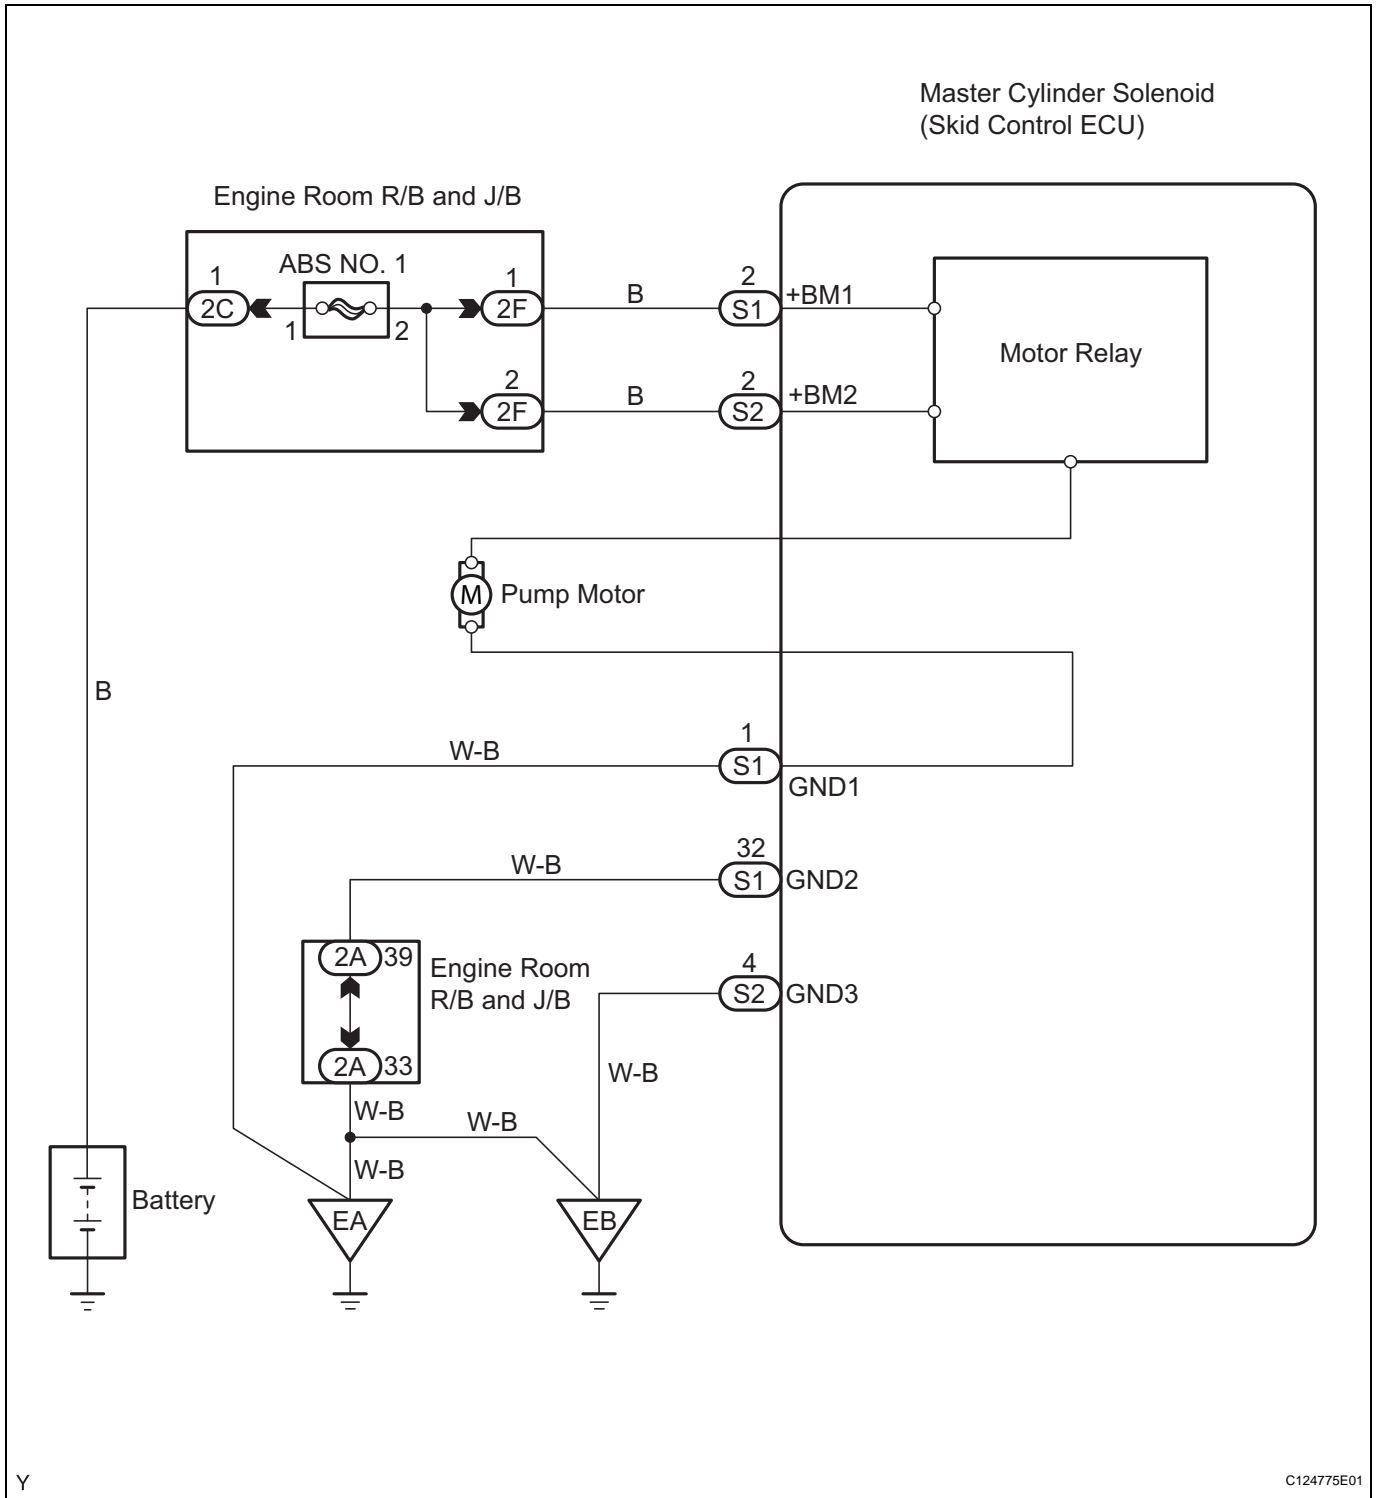 Master Cylinder Solenoid
(Skid Control ECU)
Engine Room R/B and J/B
ABS NO. 1
1
2C
1
2
1
2F
B
2
S1
+BM1
Motor Relay
2
2F
B
2
S2
+BM2
M
Pump Motor
B
W-B
1
S1
GND1
W-B
32
S1
GND2
2A
39
Engine Room
R/B and J/B
4
S2
GND3
2A
33
W-B
W-B
W-B
W-B
Battery
EA
EB
Y
C124775E01